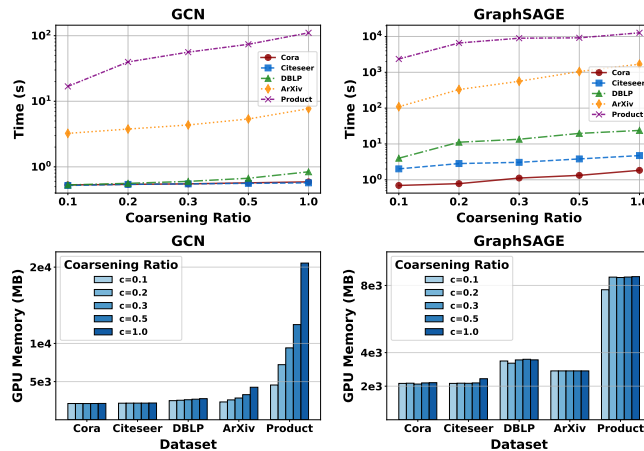 GCN
Time (s)
10²
10¹
10⁰
Cora
Citeseer
DBLP
ArXiv
Product
0.1 0.2 0.3 0.5 1.0
Coarsening Ratio
GraphSAGE
Time (s)
10⁴
10³
10²
10¹
10⁰
Cora
Citeseer
DBLP
ArXiv
Product
0.1 0.2 0.3 0.5 1.0
Coarsening Ratio
GCN
GPU Memory (MB)
2e4
1e4
5e3
Coarsening Ratio
c=0.1
c=0.2
c=0.3
c=0.5
c=1.0
Cora Citeseer DBLP ArXiv Product
Dataset
GraphSAGE
GPU Memory (MB)
8e3
4e3
2e3
Coarsening Ratio
c=0.1
c=0.2
c=0.3
c=0.5
c=1.0
Cora Citeseer DBLP ArXiv Product
Dataset